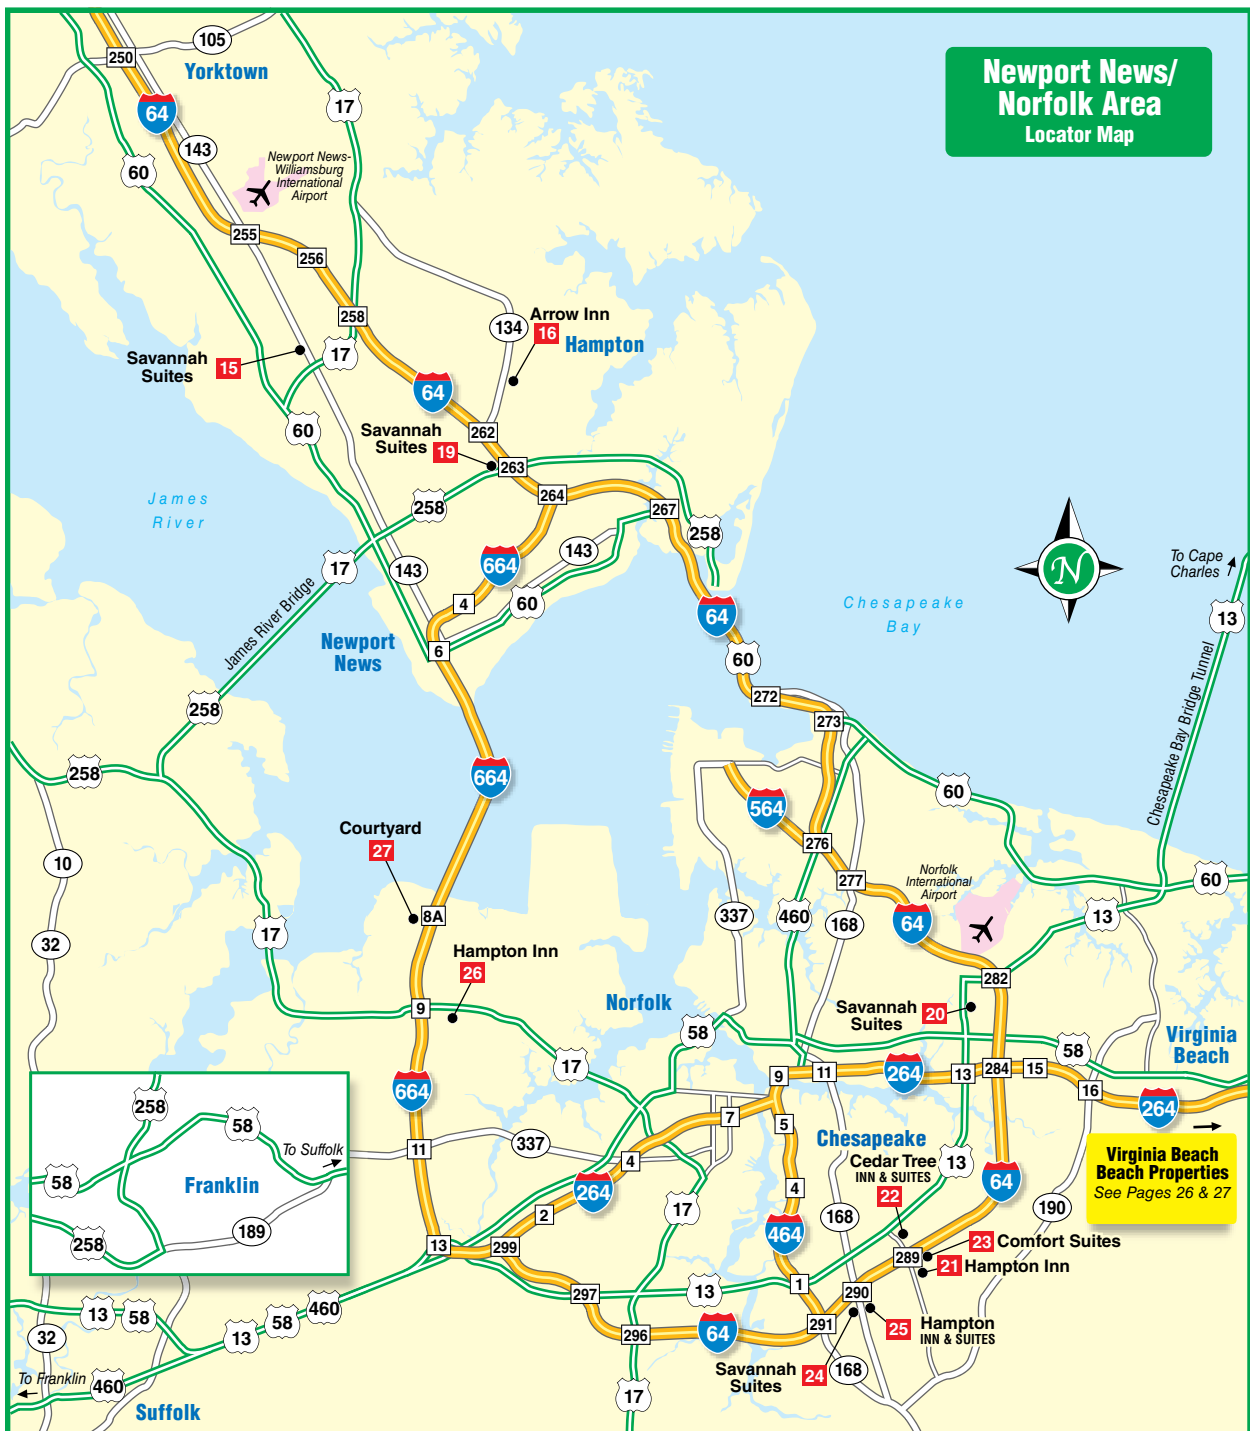 Newport News/
Norfolk Area
Locator Map
250
105
Yorktown
64
17
143
60
Newport News-
Williamsburg
International
Airport
255
256
258
Arrow Inn
134
16
Hampton
17
Savannah
Suites
15
64
60
262
Savannah
Suites
19
263
James
River
258
264
267
258
143
17
143
664
To Cape
Charles
4
60
64
Chesapeake
Bay
13
James River Bridge
Newport
News
6
60
272
258
273
Chesapeake Bay Bridge Tunnel
258
664
60
564
Courtyard
27
276
10
277
Norfolk
International
Airport
60
8A
337
460
168
64
13
32
17
Hampton Inn
26
282
9
Norfolk
Savannah
Suites
20
58
58
Virginia
Beach
17
9
11
264
13
284
15
664
16
264
258
7
5
58
To Suffolk
11
337
Chesapeake
Virginia Beach
Beach Properties
See Pages 26 & 27
58
Franklin
4
Cedar Tree
INN & SUITES
22
13
264
4
64
189
2
17
168
190
258
13
299
464
23
Comfort Suites
289
21
Hampton Inn
297
13
1
290
13
58
460
58
13
32
296
64
291
25
Hampton
INN & SUITES
Savannah
Suites
24
168
To Franklin
460
17
Suffolk
N